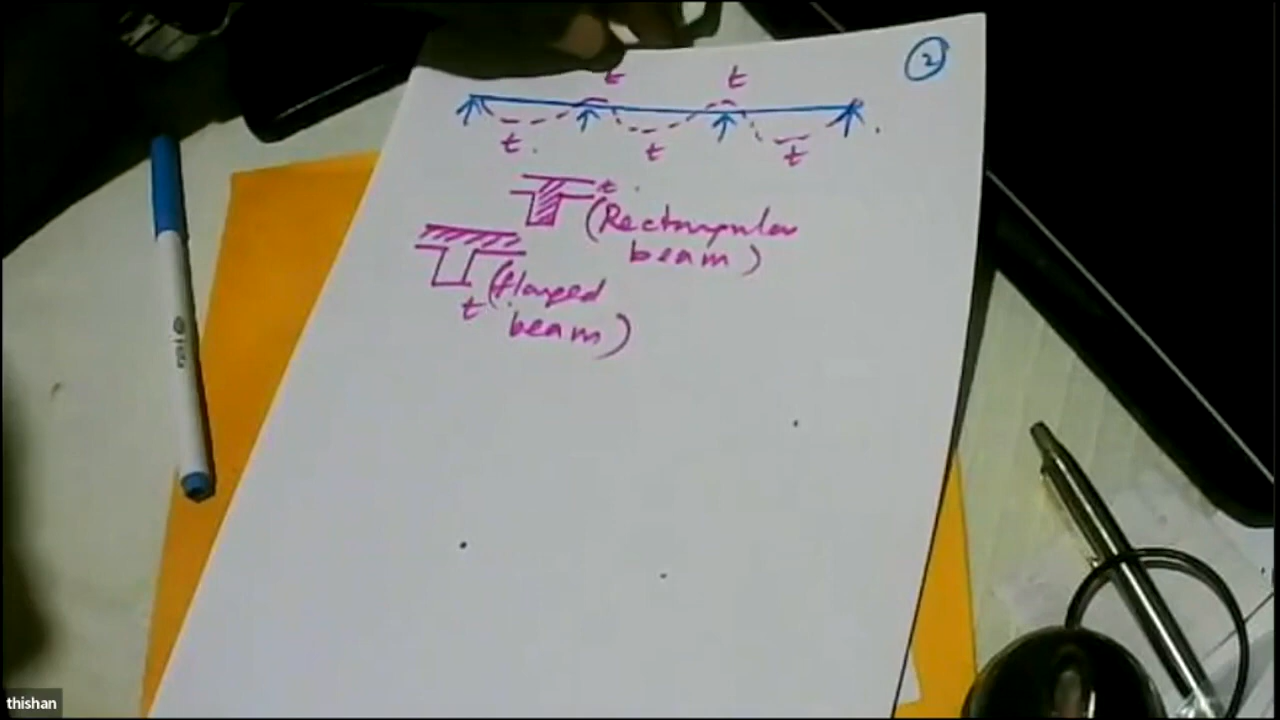 2
t t
t t t
t
(Rectangular
beam)
(flanged
t beam)
thishan